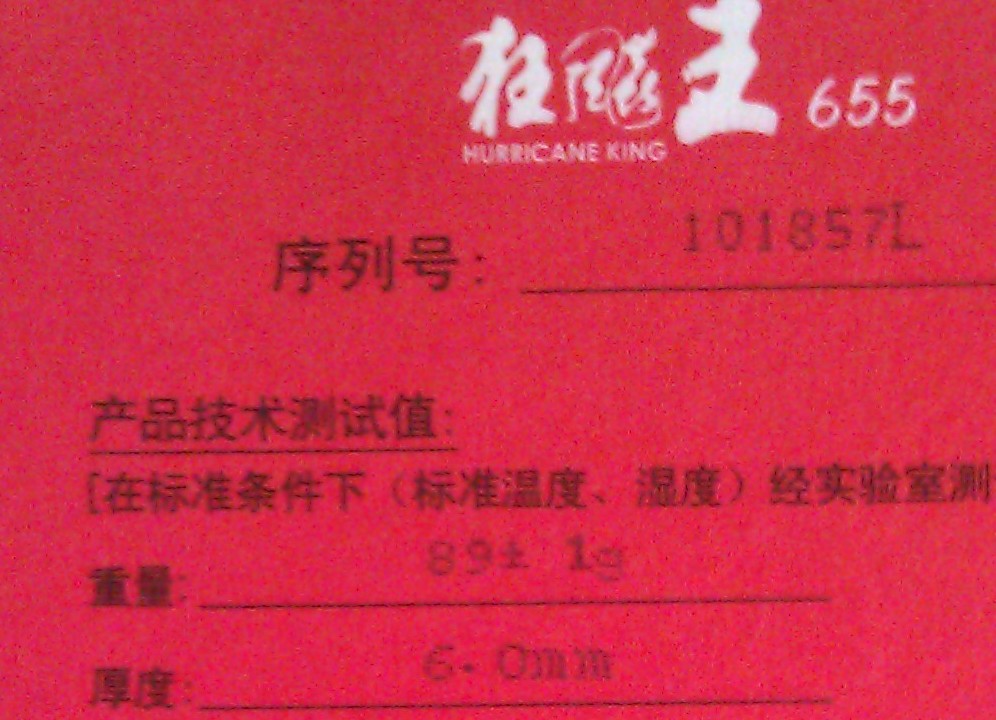 狂飚王 655
HURRICANE KING
序列号: 101857L
产品技术测试值:
[在标准条件下（标准温度、湿度）经实验室测
重量: 89± 1g
厚度: 6.0mm